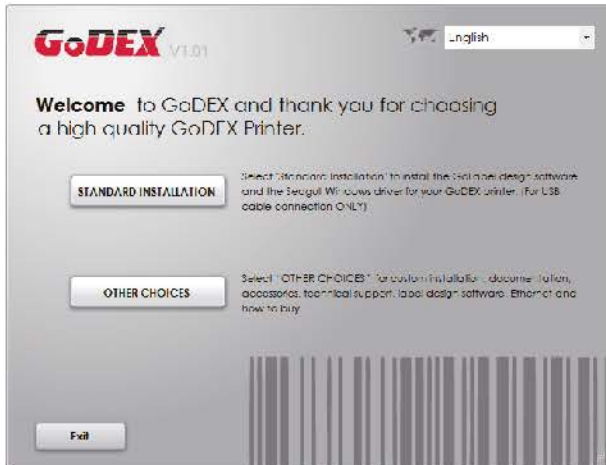 GoDEX V1.01
English
Welcome to GoDEX and thank you for choosing
a high quality GoDEX Printer.
STANDARD INSTALLATION
Select "Standard Installation" to install the GoLabel design software
and the Seagull Windows driver for your GoDEX printer. (For USB
cable connection ONLY)
OTHER CHOICES
Select "OTHER CHOICES" for custom installation, documentation,
accessories, technical support, label design software, Ethernet and
how to buy.
Exit